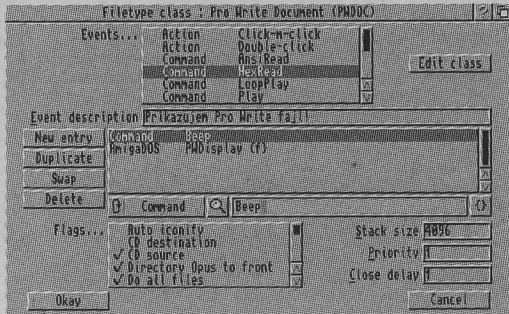 Filetype class : Pro Write Document (PWDOC)
Events... Action Click-m-click
Action Double-click
Command AnsiRead
Command HexRead
Command LoopPlay
Command Play
Edit class
Event description Prikazujem Pro Write fajl!
New entry
Duplicate
Swap
Delete
Command Beep
AmigaDOS PWDisplay {f}
Command Beep {}
Flags... Auto iconify
CD destination
✓ CD source
✓ Directory Opus to front
✓ Do all files
Stack size 4096
Priority 1
Close delay 1
Okay
Cancel